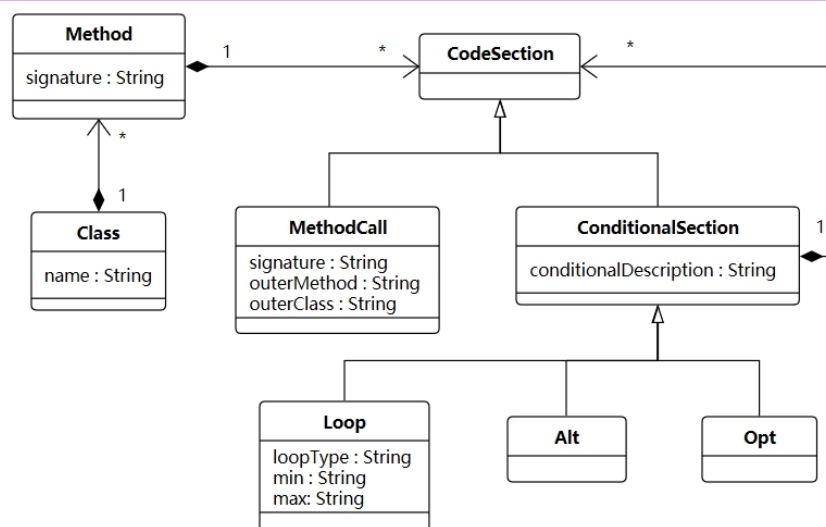 Method
signature : String
1
*
CodeSection
*
*
1
Class
name : String
MethodCall
signature : String
outerMethod : String
outerClass : String
ConditionalSection
conditionalDescription : String
1
Loop
loopType : String
min : String
max: String
Alt
Opt